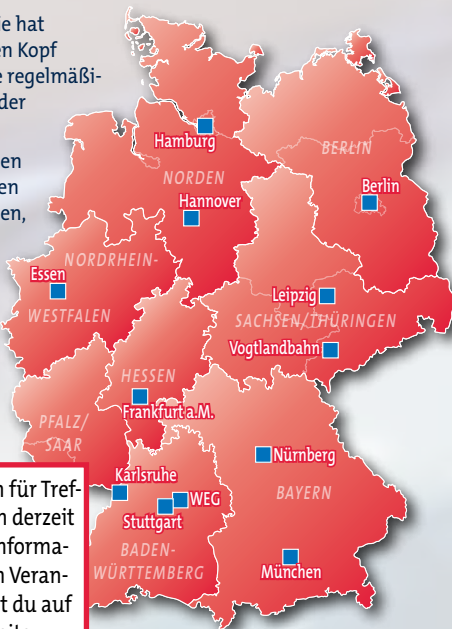 ie hat
en Kopf
e regelmäßi-
der
en
en
en,
Hamburg
BERLIN
NORDEN
Berlin
Hannover
NORDRHEIN-
WESTFALEN
Essen
Leipzig
SACHSEN/THÜRINGEN
Vogtlandbahn
HESSEN
Frankfurt a.M.
PFALZ/
SAAR
Nürnberg
Karlsruhe
WEG
BAYERN
Stuttgart
BADEN-
WÜRTTEMBERG
München
n für Tref-
n derzeit
nforma-
n Veran-
t du auf